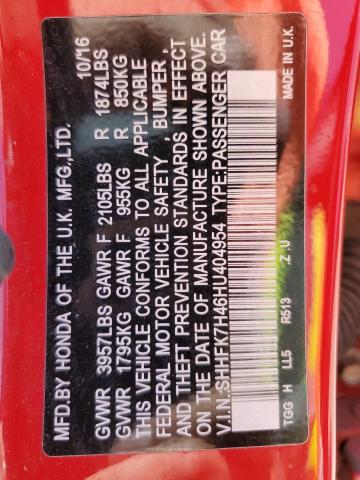 MFD.BY HONDA OF THE U.K. MFG.,LTD. 10/16
GVWR 3957LBS GAWR F 2105LBS R 1874LBS
GVWR 1795KG GAWR F 955KG R 850KG
THIS VEHICLE CONFORMS TO ALL APPLICABLE
FEDERAL MOTOR VEHICLE SAFETY, BUMPER,
AND THEFT PREVENTION STANDARDS IN EFFECT
ON THE DATE OF MANUFACTURE SHOWN ABOVE.
V.I.N.:SHHFK7H46HU404954 TYPE:PASSENGER CAR
TGG H LL5 R513 .Z .U MADE IN U.K.